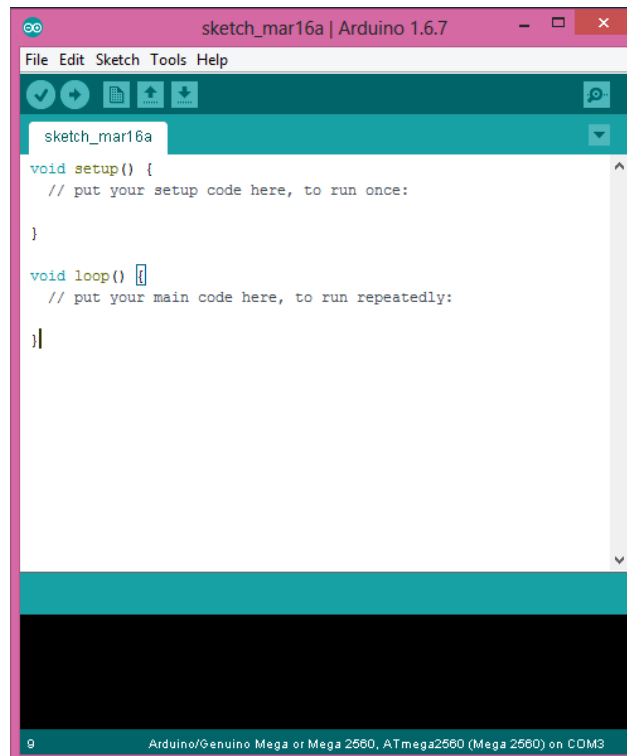 sketch_mar16a | Arduino 1.6.7
File Edit Sketch Tools Help
sketch_mar16a
void setup() {
  // put your setup code here, to run once:
}
void loop() {
  // put your main code here, to run repeatedly:
}
9 Arduino/Genuino Mega or Mega 2560, ATmega2560 (Mega 2560) on COM3